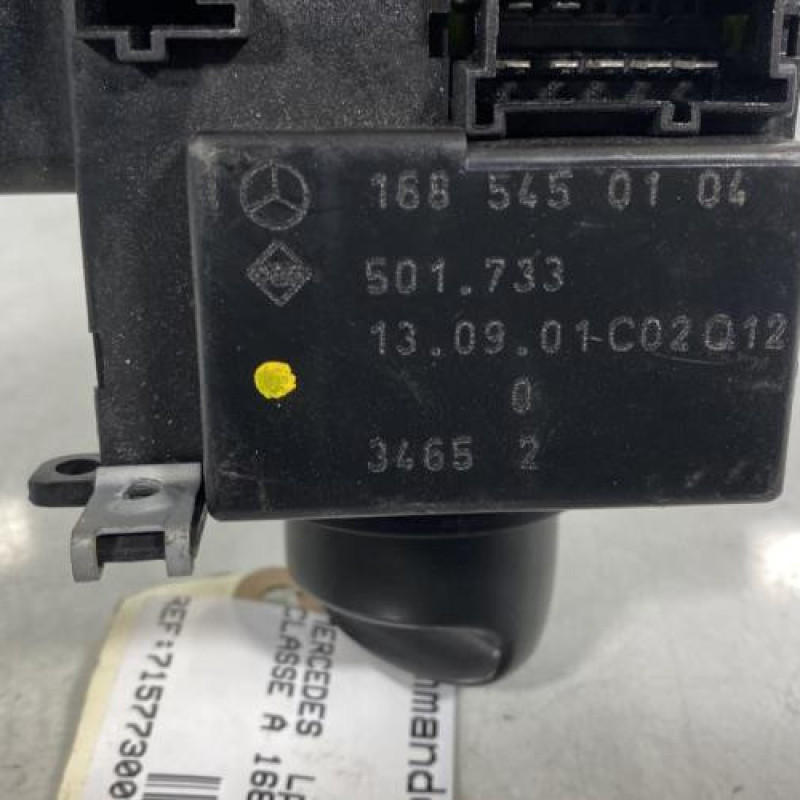 168 545 01 04
501.733
13.09.01-C02Q12
0
3465 2
REF:71577300
MERCEDES
CLASSE A 168